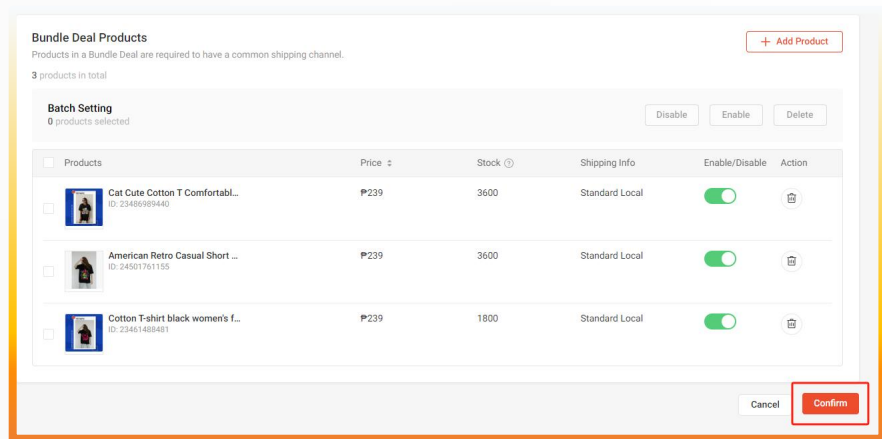 Bundle Deal Products
Products in a Bundle Deal are required to have a common shipping channel.
+ Add Product
3 products in total
Batch Setting
0 products selected
Disable Enable Delete
Products Price Stock Shipping Info Enable/Disable Action
Cat Cute Cotton T Comfortabl... ₱239 3600 Standard Local
ID: 23486989440
American Retro Casual Short ... ₱239 3600 Standard Local
ID: 24501761155
Cotton T-shirt black women's f... ₱239 1800 Standard Local
ID: 23461488481
Cancel Confirm